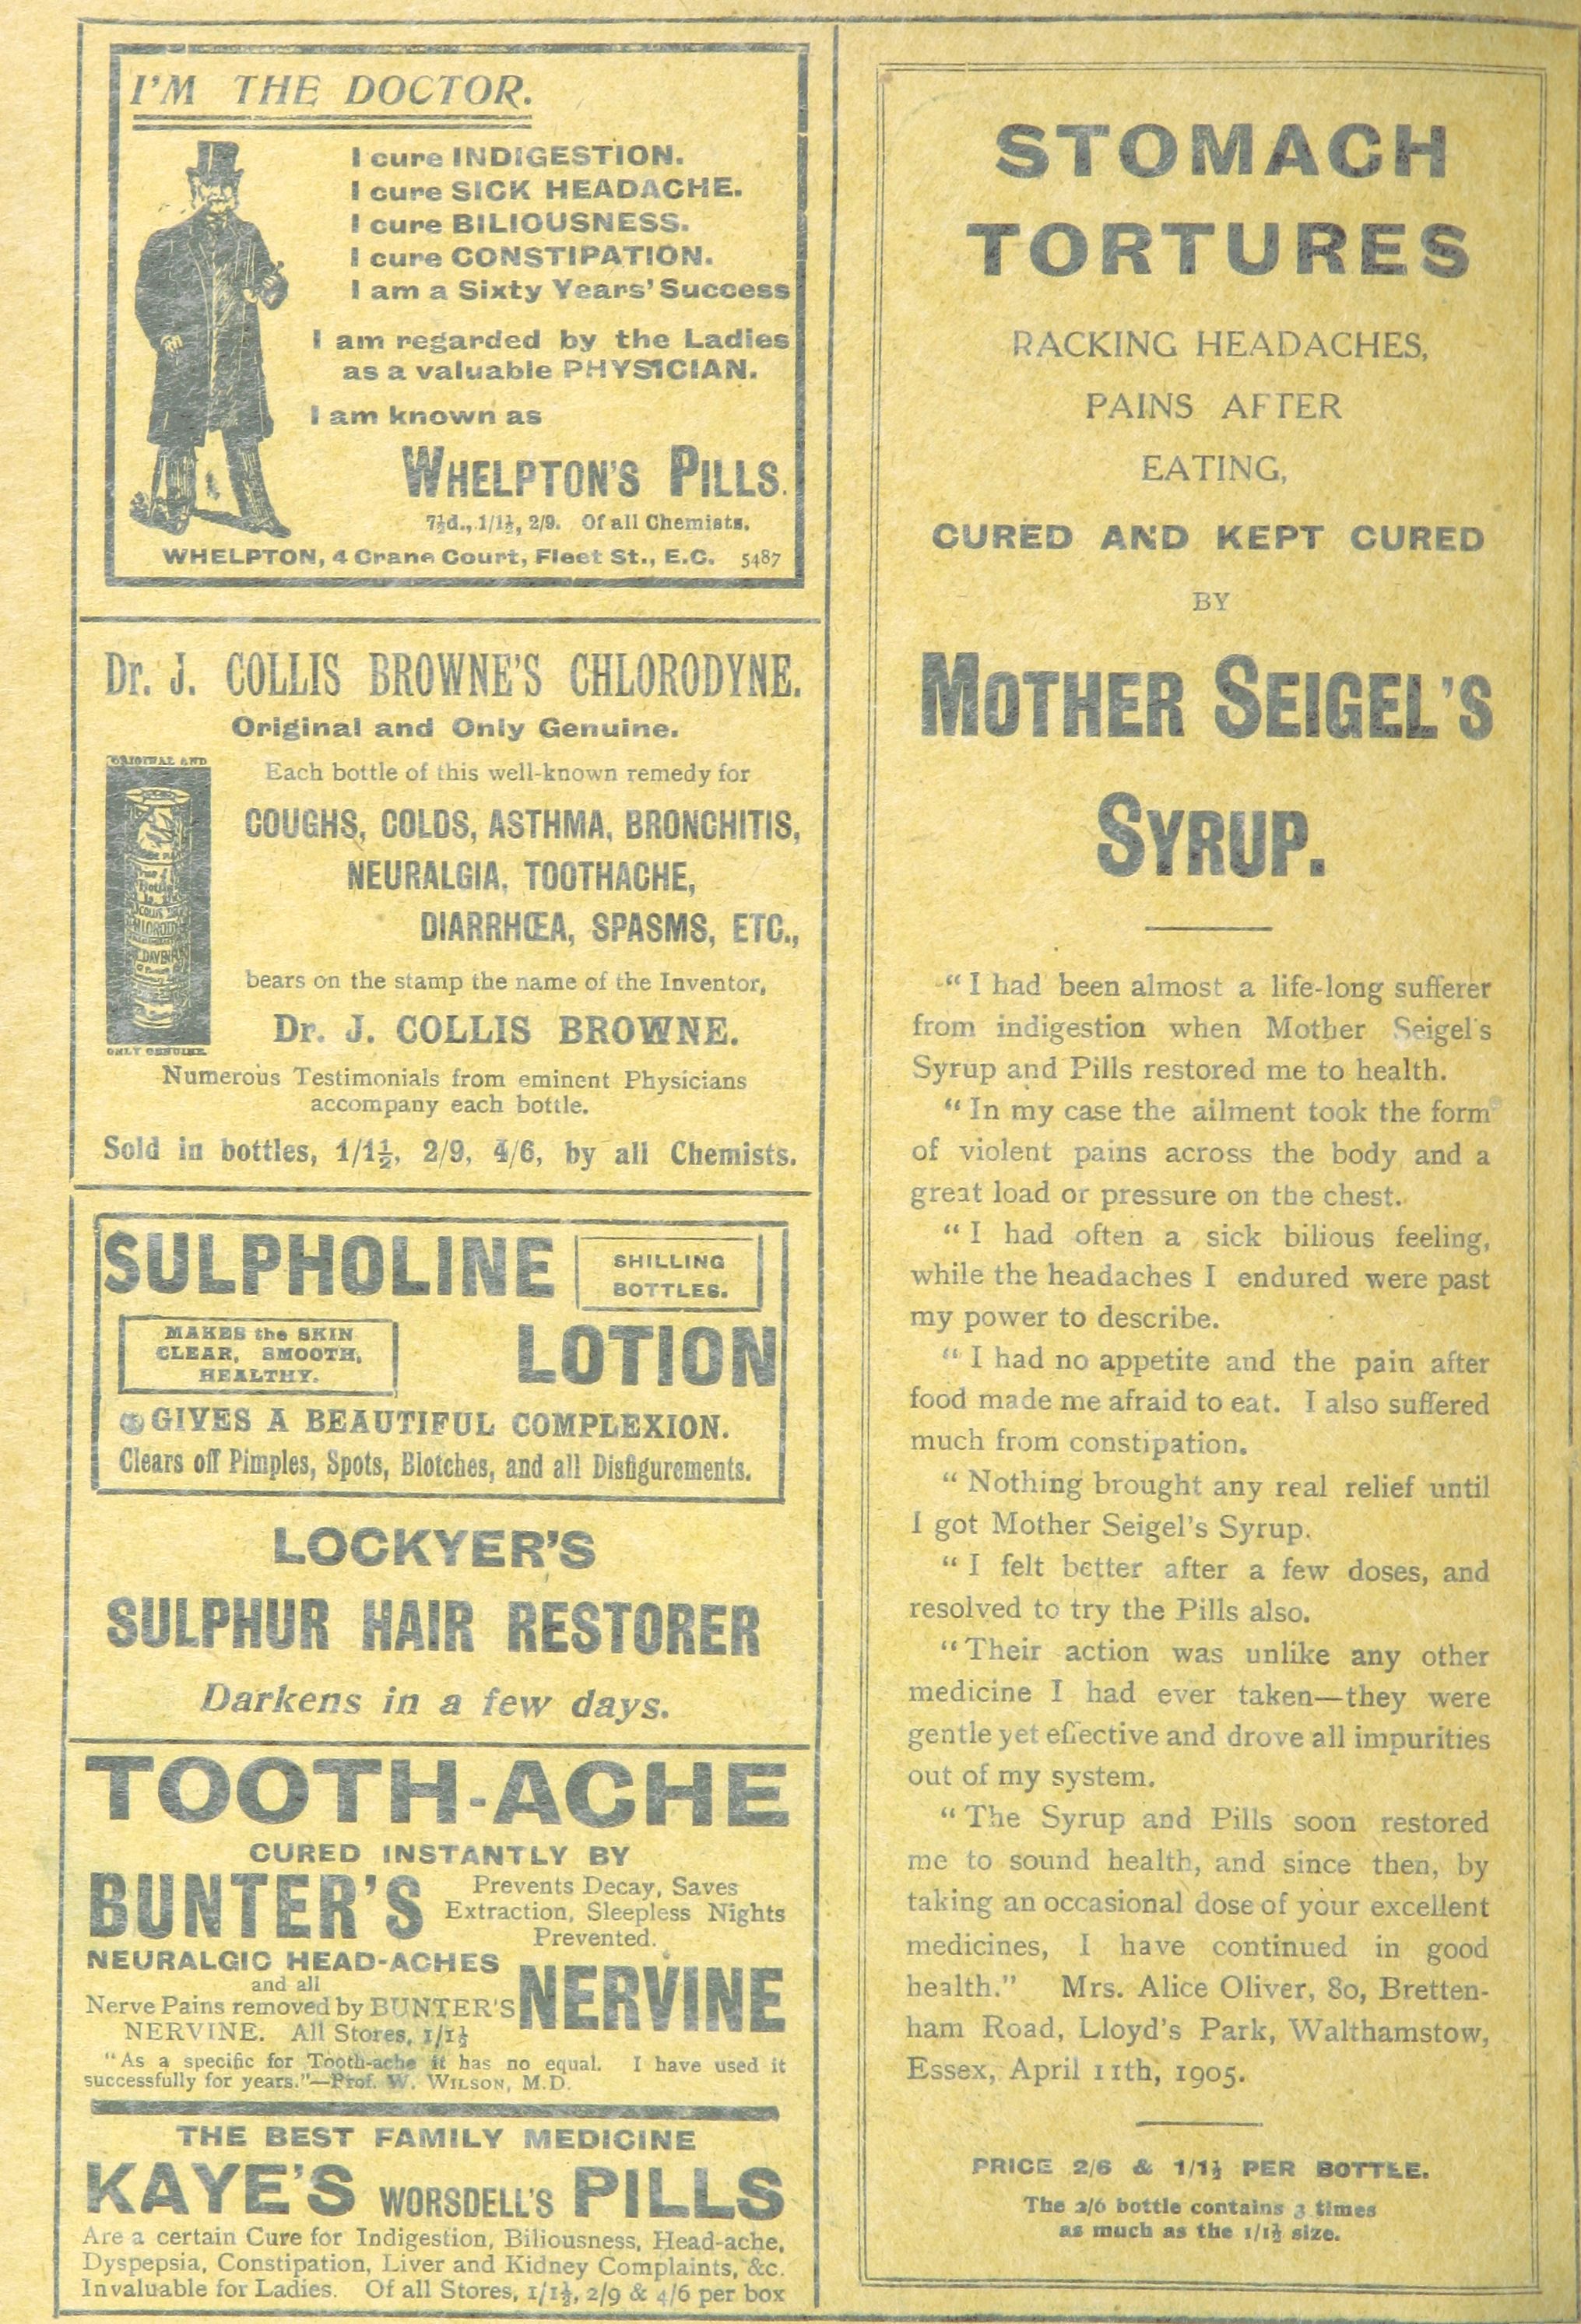 I'M THE DOCTOR.
I cure INDIGESTION.
I cure SICK HEADACHE.
I cure BILIOUSNESS.
I cure CONSTIPATION.
I am a Sixty Years' Success
I am regarded by the Ladies
as a valuable PHYSICIAN.
I am known as
WHELPTON'S PILLS.
7½d., 1/1½, 2/9. Of all Chemists.
WHELPTON, 4 Crane Court, Fleet St., E.C. 5487
Dr. J. COLLIS BROWNE'S CHLORODYNE.
Original and Only Genuine.
ORIGINAL AND
Each bottle of this well-known remedy for
COUGHS, COLDS, ASTHMA, BRONCHITIS,
NEURALGIA, TOOTHACHE,
DIARRHŒA, SPASMS, ETC.,
bears on the stamp the name of the Inventor,
Dr. J. COLLIS BROWNE.
ONLY GENUINE.
Numerous Testimonials from eminent Physicians
accompany each bottle.
Sold in bottles, 1/1½, 2/9, 4/6, by all Chemists.
SULPHOLINE
SHILLING
BOTTLES.
MAKES the SKIN
CLEAR, SMOOTH,
HEALTHY.
LOTION
GIVES A BEAUTIFUL COMPLEXION.
Clears off Pimples, Spots, Blotches, and all Disfigurements.
LOCKYER'S
SULPHUR HAIR RESTORER
Darkens in a few days.
TOOTH-ACHE
CURED INSTANTLY BY
BUNTER'S
Prevents Decay, Saves
Extraction, Sleepless Nights
Prevented.
NEURALGIC HEAD-ACHES
and all
Nerve Pains removed by BUNTER'S
NERVINE. All Stores, 1/1½
NERVINE
"As a specific for Tooth-ache it has no equal. I have used it
successfully for years."—Prof. W. WILSON, M.D.
THE BEST FAMILY MEDICINE
KAYE'S WORSDELL'S PILLS
Are a certain Cure for Indigestion, Biliousness, Head-ache,
Dyspepsia, Constipation, Liver and Kidney Complaints, &c.
Invaluable for Ladies. Of all Stores, 1/1½, 2/9 & 4/6 per box
STOMACH
TORTURES
RACKING HEADACHES,
PAINS AFTER
EATING,
CURED AND KEPT CURED
BY
MOTHER SEIGEL'S
SYRUP.
"I had been almost a life-long sufferer
from indigestion when Mother Seigel's
Syrup and Pills restored me to health.
"In my case the ailment took the form
of violent pains across the body and a
great load or pressure on the chest.
"I had often a sick bilious feeling,
while the headaches I endured were past
my power to describe.
"I had no appetite and the pain after
food made me afraid to eat. I also suffered
much from constipation.
"Nothing brought any real relief until
I got Mother Seigel's Syrup.
"I felt better after a few doses, and
resolved to try the Pills also.
"Their action was unlike any other
medicine I had ever taken—they were
gentle yet effective and drove all impurities
out of my system.
"The Syrup and Pills soon restored
me to sound health, and since then, by
taking an occasional dose of your excellent
medicines, I have continued in good
health." Mrs. Alice Oliver, 80, Bretten-
ham Road, Lloyd's Park, Walthamstow,
Essex, April 11th, 1905.
PRICE 2/6 & 1/1½ PER BOTTLE.
The 2/6 bottle contains 3 times
as much as the 1/1½ size.